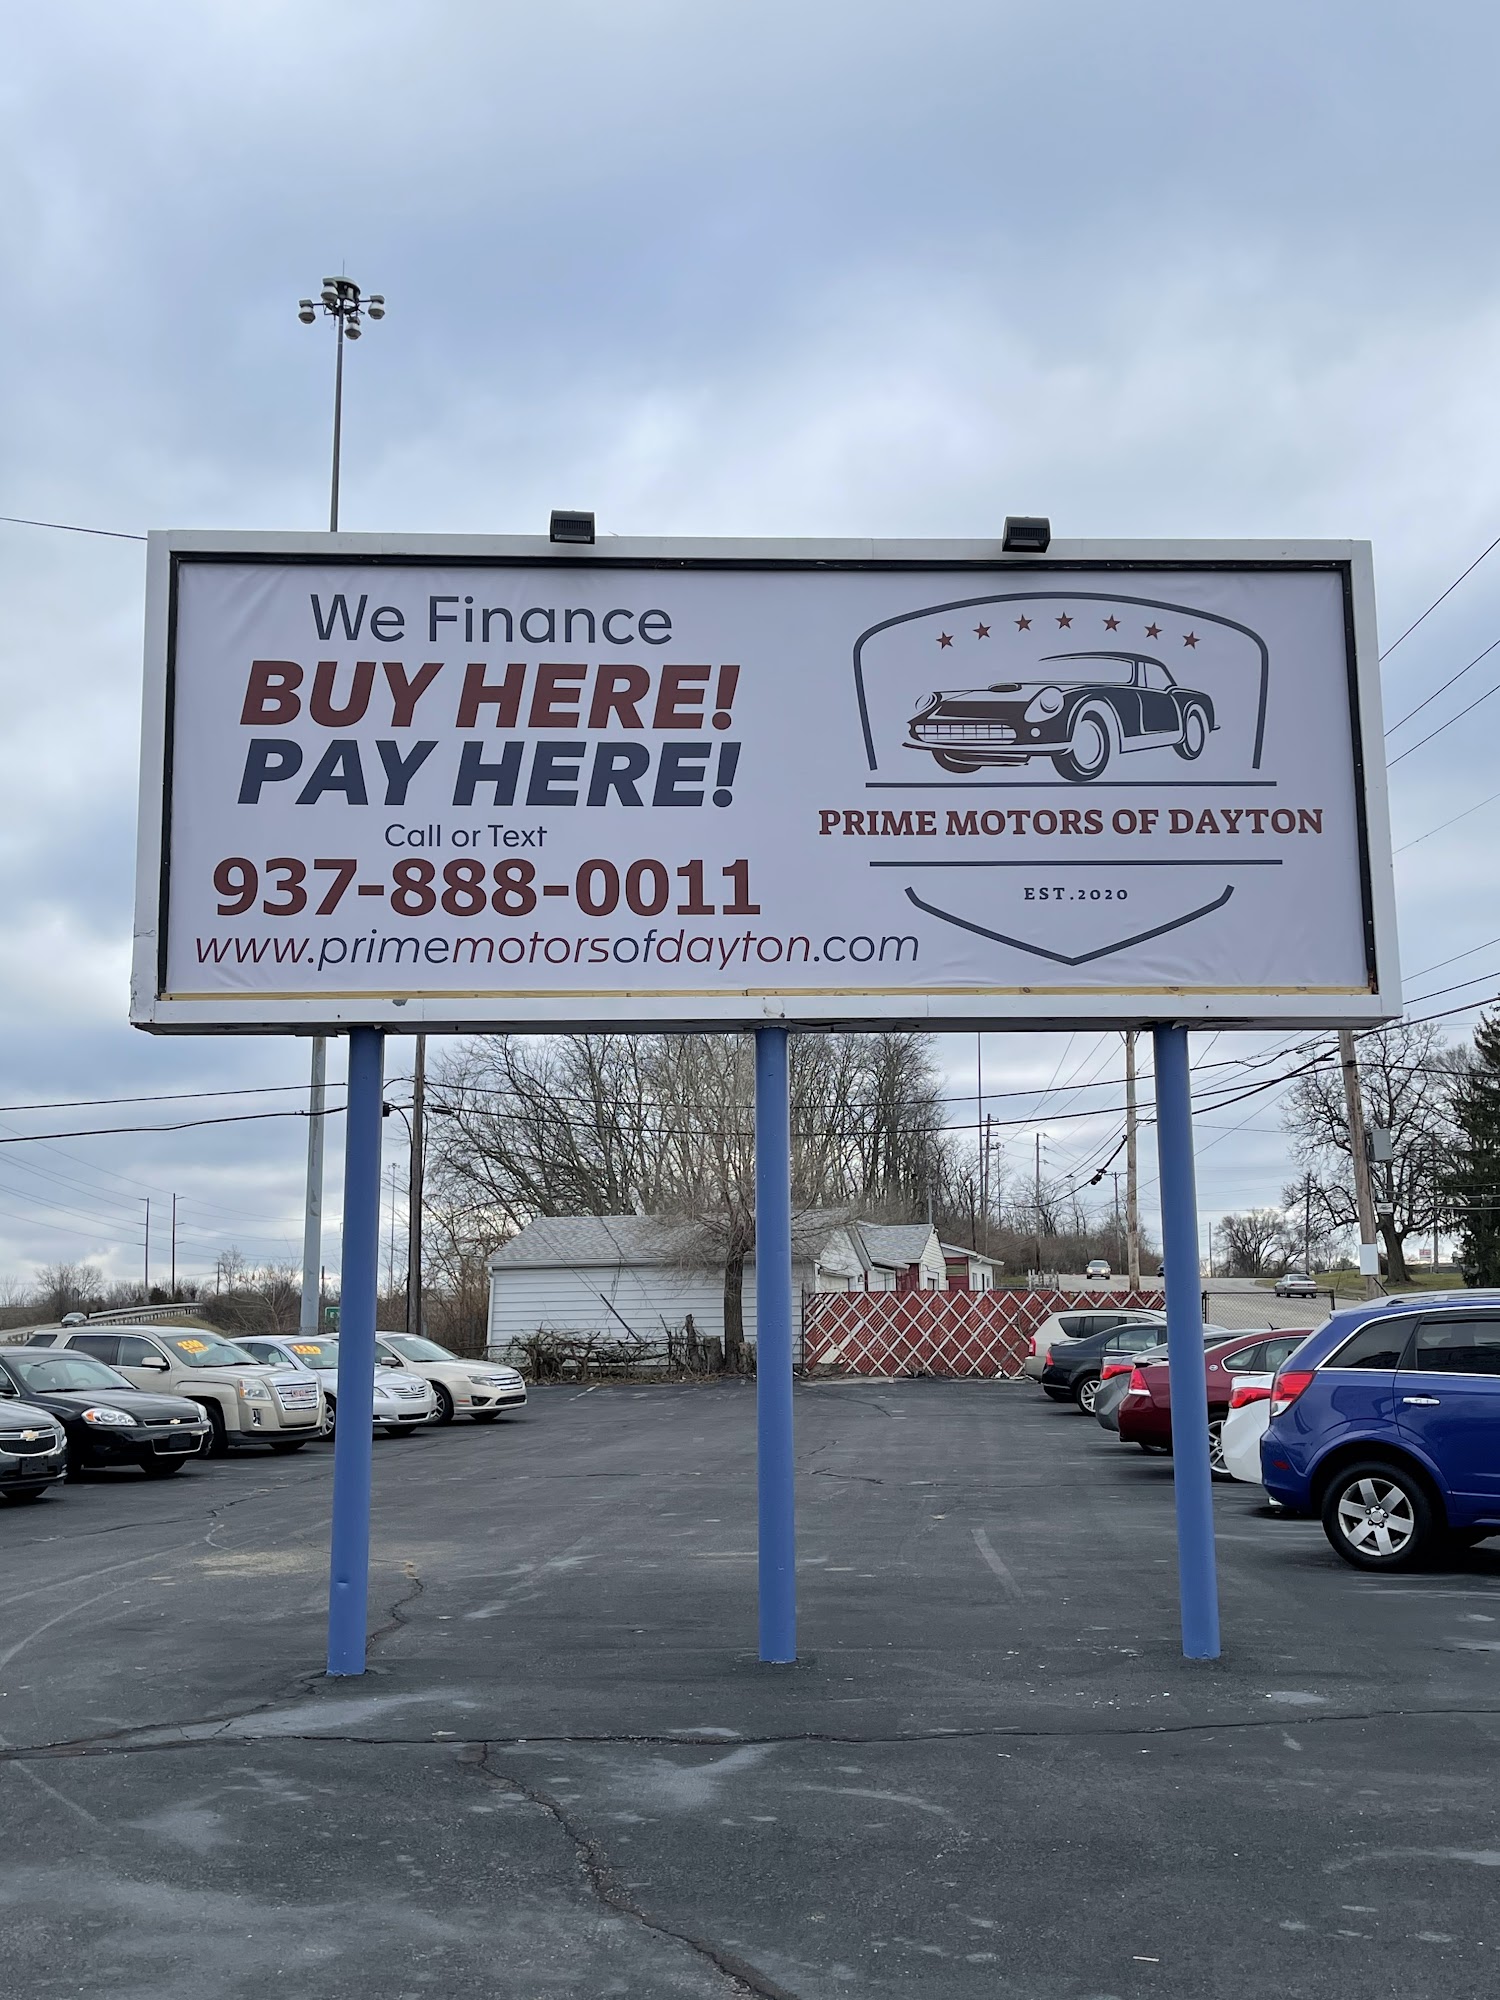 We Finance
BUY HERE!
PAY HERE!
Call or Text
937-888-0011
www.primemotorsofdayton.com
PRIME MOTORS OF DAYTON
EST.2020